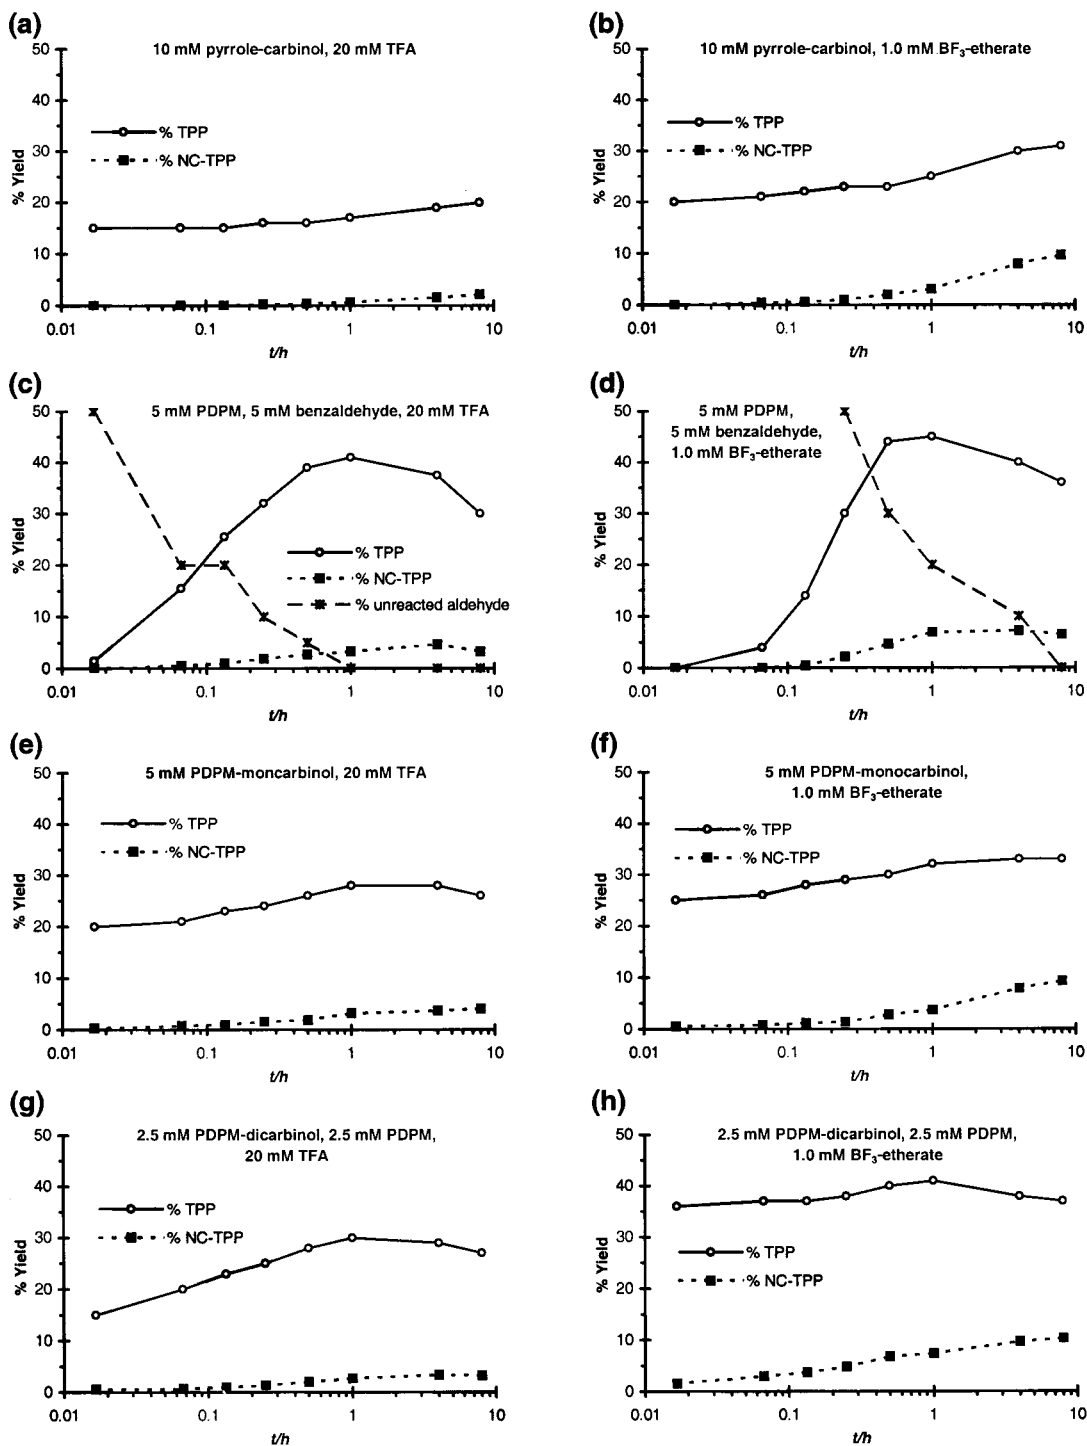 (a)
10 mM pyrrole-carbinol, 20 mM TFA
50
40
30
20
10
0
% Yield
% TPP
% NC-TPP
0.01
0.1
1
10
t/h
(b)
10 mM pyrrole-carbinol, 1.0 mM BF₃-etherate
50
40
30
20
10
0
% Yield
% TPP
% NC-TPP
0.01
0.1
1
10
t/h
(c)
5 mM PDPM, 5 mM benzaldehyde, 20 mM TFA
50
40
30
20
10
0
% Yield
% TPP
% NC-TPP
% unreacted aldehyde
0.01
0.1
1
10
t/h
(d)
5 mM PDPM,
5 mM benzaldehyde,
1.0 mM BF₃-etherate
50
40
30
20
10
0
% Yield
0.01
0.1
1
10
t/h
(e)
5 mM PDPM-moncarbinol, 20 mM TFA
50
40
30
20
10
0
% Yield
% TPP
% NC-TPP
0.01
0.1
1
10
t/h
(f)
5 mM PDPM-monocarbinol,
1.0 mM BF₃-etherate
50
40
30
20
10
0
% Yield
% TPP
% NC-TPP
0.01
0.1
1
10
t/h
(g)
2.5 mM PDPM-dicarbinol, 2.5 mM PDPM,
20 mM TFA
50
40
30
20
10
0
% Yield
% TPP
% NC-TPP
0.01
0.1
1
10
t/h
(h)
2.5 mM PDPM-dicarbinol, 2.5 mM PDPM,
1.0 mM BF₃-etherate
50
40
30
20
10
0
% Yield
% TPP
% NC-TPP
0.01
0.1
1
10
t/h